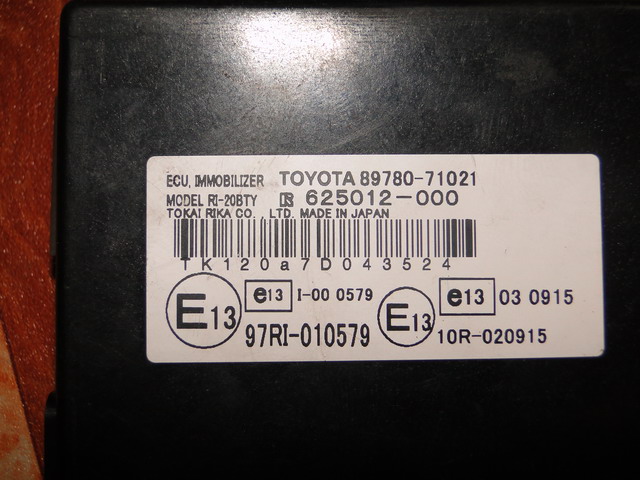 ECU, IMMOBILIZER TOYOTA 89780-71021
MODEL RI-20BTY 625012-000
TOKAI RIKA CO., LTD. MADE IN JAPAN
TK120a7D043524
E13 e13 I-00 0579 E13 e13 03 0915
97RI-010579 10R-020915